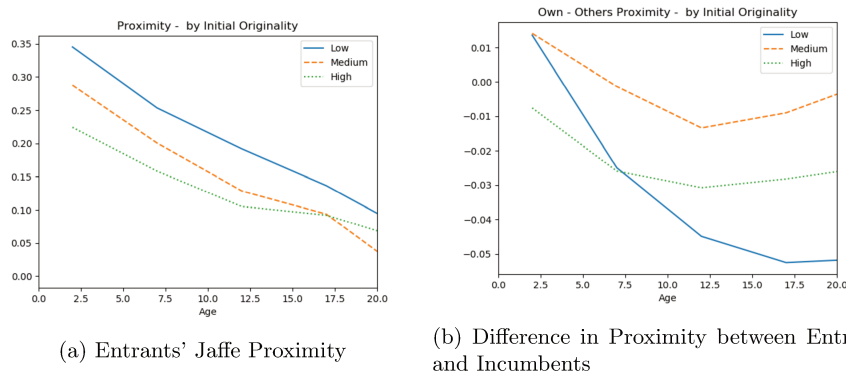 Proximity - by Initial Originality
Low
Medium
High
0.35
0.30
0.25
0.20
0.15
0.10
0.05
0.00
0.0 2.5 5.0 7.5 10.0 12.5 15.0 17.5 20.0
Age
(a) Entrants' Jaffe Proximity
Own - Others Proximity - by Initial Originality
Low
Medium
High
0.01
0.00
−0.01
−0.02
−0.03
−0.04
−0.05
0.0 2.5 5.0 7.5 10.0 12.5 15.0 17.5 20.0
Age
(b) Difference in Proximity between Entr
and Incumbents